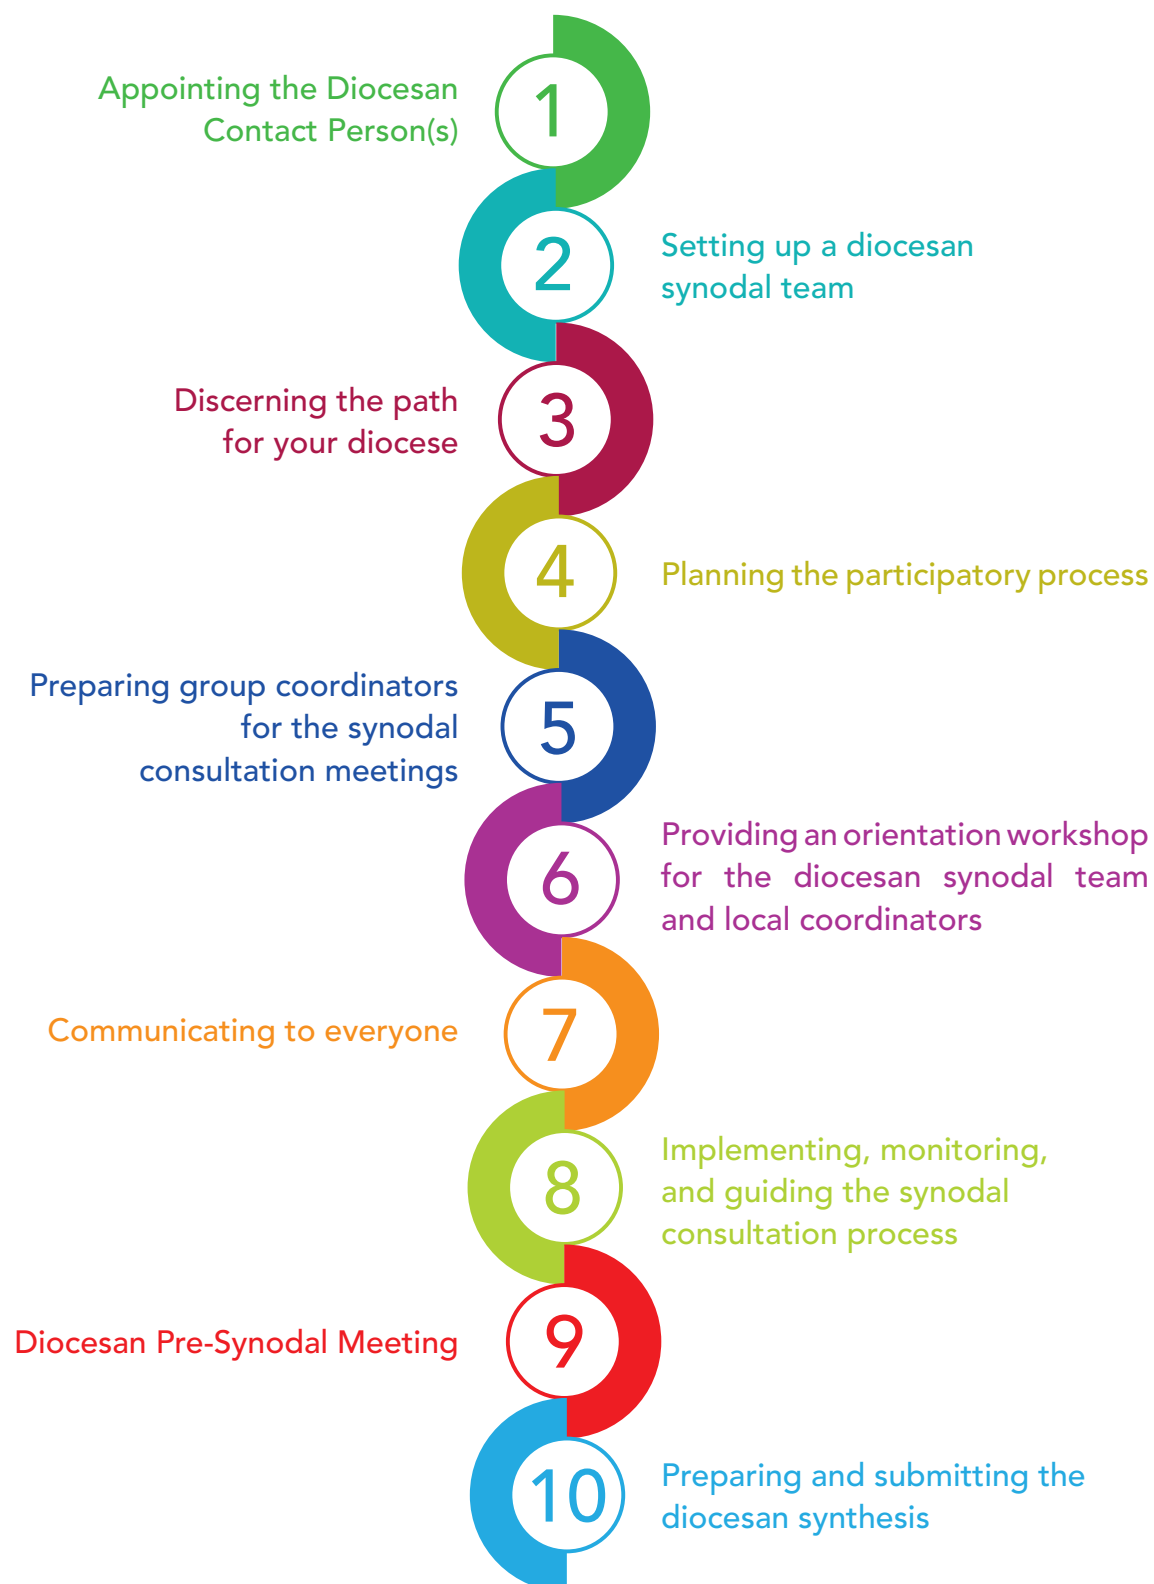 1
Appointing the Diocesan
Contact Person(s)
2
Setting up a diocesan
synodal team
3
Discerning the path
for your diocese
4
Planning the participatory process
5
Preparing group coordinators
for the synodal
consultation meetings
6
Providing an orientation workshop
for the diocesan synodal team
and local coordinators
7
Communicating to everyone
8
Implementing, monitoring,
and guiding the synodal
consultation process
9
Diocesan Pre-Synodal Meeting
10
Preparing and submitting the
diocesan synthesis